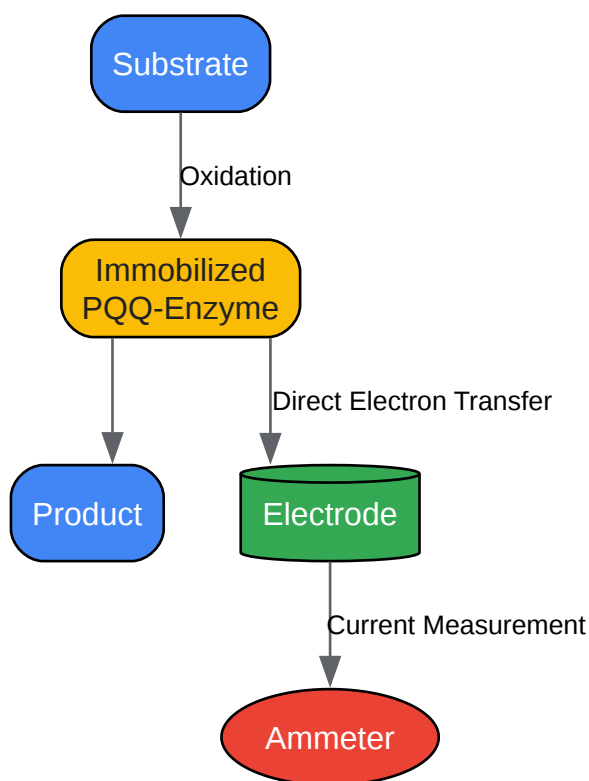 Substrate
Oxidation
Immobilized
PQQ-Enzyme
Direct Electron Transfer
Product
Electrode
Current Measurement
Ammeter